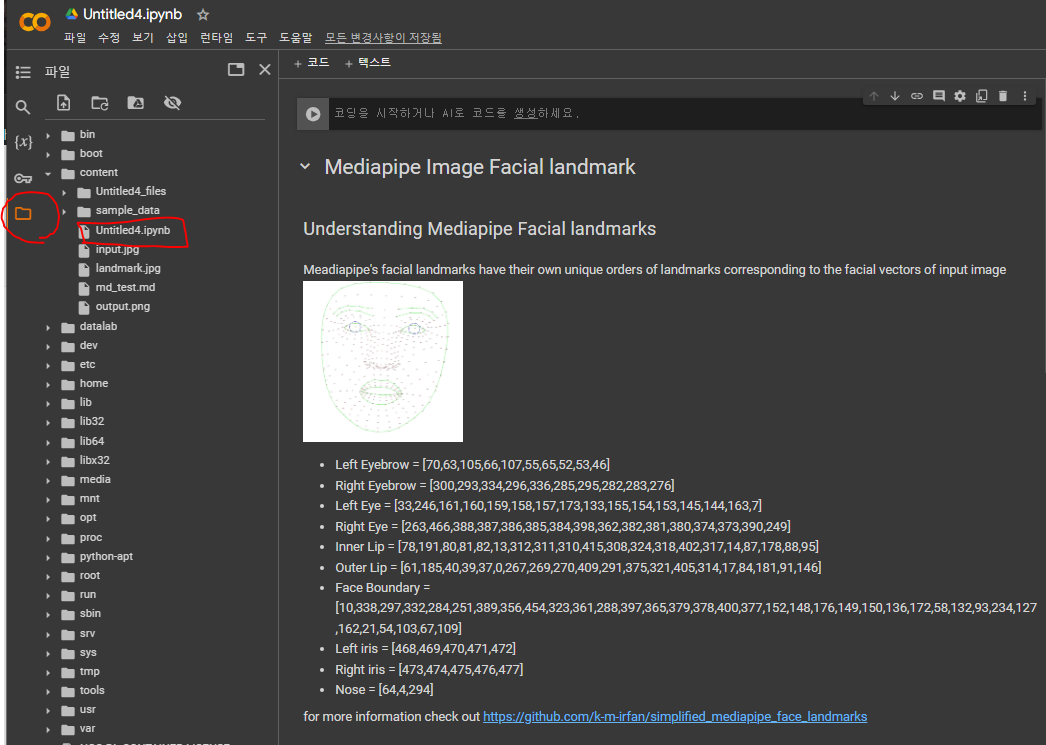 Untitled4.ipynb
파일 수정 보기 삽입 런타임 도구 도움말 모든 변경사항이 저장됨
파일
+ 코드 + 텍스트
코딩을 시작하거나 AI로 코드를 생성하세요.
{x}
bin
boot
content
Untitled4_files
sample_data
Untitled4.ipynb
input.jpg
landmark.jpg
md_test.md
output.png
datalab
dev
etc
home
lib
lib32
lib64
libx32
media
mnt
opt
proc
python-apt
root
run
sbin
srv
sys
tmp
tools
usr
var
Mediapipe Image Facial landmark
Understanding Mediapipe Facial landmarks
Meadiapipe's facial landmarks have their own unique orders of landmarks corresponding to the facial vectors of input image
• Left Eyebrow = [70,63,105,66,107,55,65,52,53,46]
• Right Eyebrow = [300,293,334,296,336,285,295,282,283,276]
• Left Eye = [33,246,161,160,159,158,157,173,133,155,154,153,145,144,163,7]
• Right Eye = [263,466,388,387,386,385,384,398,362,382,381,380,374,373,390,249]
• Inner Lip = [78,191,80,81,82,13,312,311,310,415,308,324,318,402,317,14,87,178,88,95]
• Outer Lip = [61,185,40,39,37,0,267,269,270,409,291,375,321,405,314,17,84,181,91,146]
• Face Boundary =
[10,338,297,332,284,251,389,356,454,323,361,288,397,365,379,378,400,377,152,148,176,149,150,136,172,58,132,93,234,127
,162,21,54,103,67,109]
• Left iris = [468,469,470,471,472]
• Right iris = [473,474,475,476,477]
• Nose = [64,4,294]
for more information check out https://github.com/k-m-irfan/simplified_mediapipe_face_landmarks